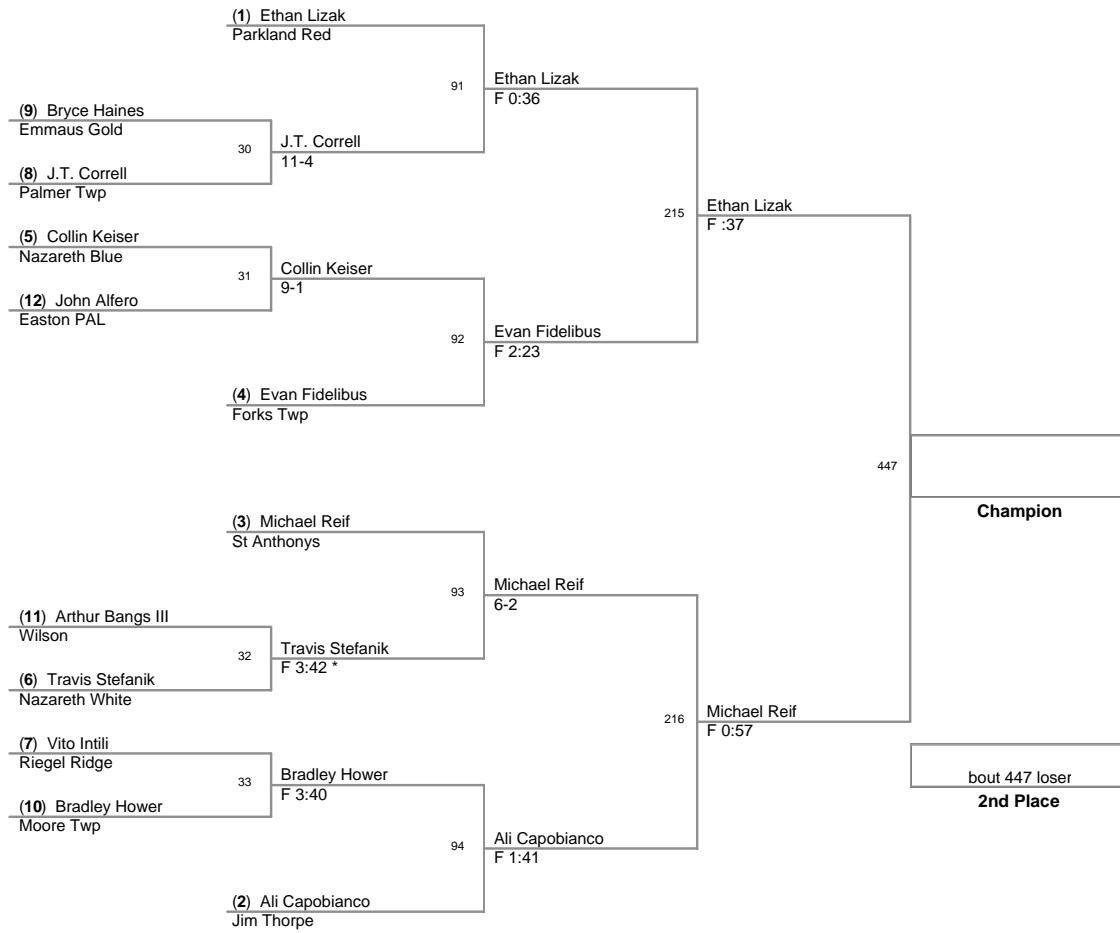 (1) Ethan Lizak
Parkland Red
91
Ethan Lizak
F 0:36
(9) Bryce Haines
Emmaus Gold
30
J.T. Correll
11-4
(8) J.T. Correll
Palmer Twp
215
Ethan Lizak
F :37
(5) Collin Keiser
Nazareth Blue
31
Collin Keiser
9-1
(12) John Alfero
Easton PAL
92
Evan Fidelibus
F 2:23
(4) Evan Fidelibus
Forks Twp
447
Champion
(3) Michael Reif
St Anthonys
93
Michael Reif
6-2
(11) Arthur Bangs III
Wilson
32
Travis Stefanik
F 3:42 *
(6) Travis Stefanik
Nazareth White
216
Michael Reif
F 0:57
(7) Vito Intili
Riegel Ridge
33
Bradley Hower
F 3:40
(10) Bradley Hower
Moore Twp
bout 447 loser
2nd Place
94
Ali Capobianco
F 1:41
(2) Ali Capobianco
Jim Thorpe